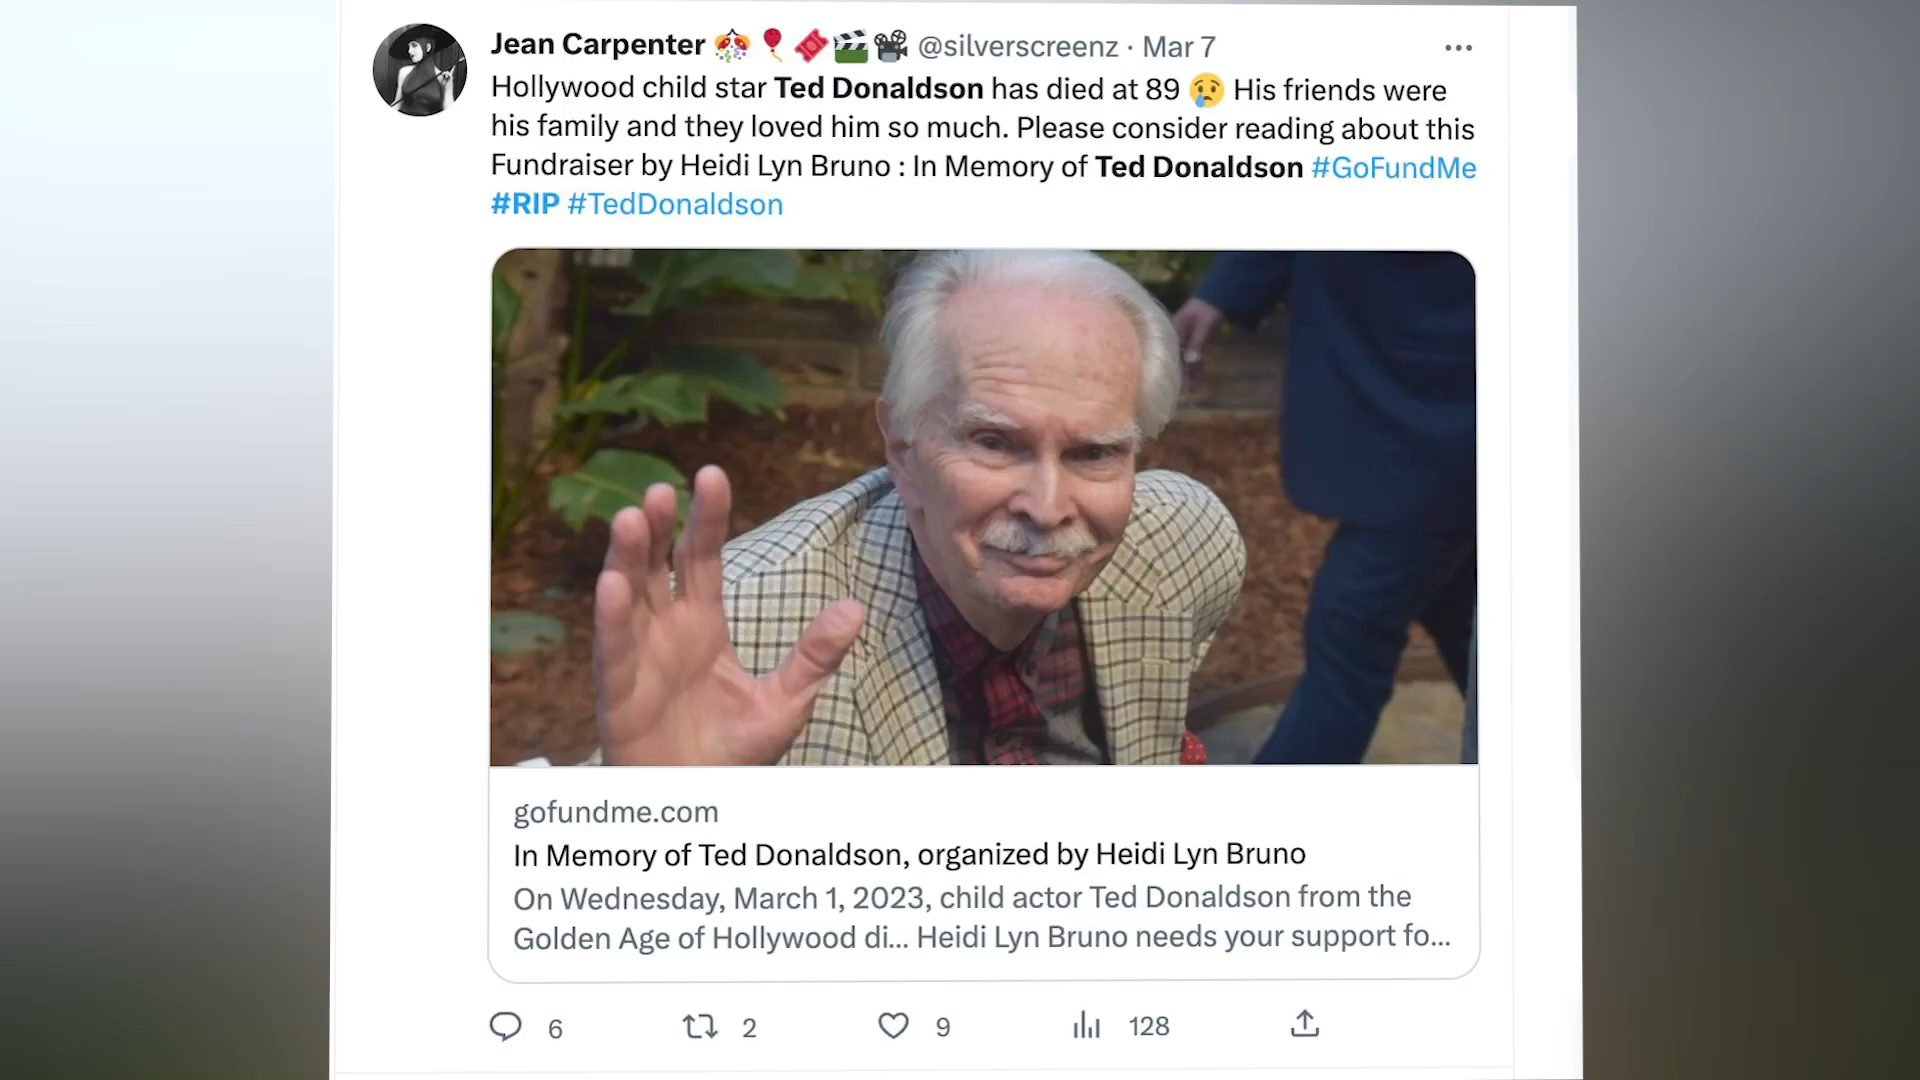 Jean Carpenter 🎊🎈🎟️🎬🎥 @silverscreenz · Mar 7
Hollywood child star Ted Donaldson has died at 89 😢 His friends were
his family and they loved him so much. Please consider reading about this
Fundraiser by Heidi Lyn Bruno : In Memory of Ted Donaldson #GoFundMe
#RIP #TedDonaldson
gofundme.com
In Memory of Ted Donaldson, organized by Heidi Lyn Bruno
On Wednesday, March 1, 2023, child actor Ted Donaldson from the
Golden Age of Hollywood di... Heidi Lyn Bruno needs your support fo...
6 2 9 128